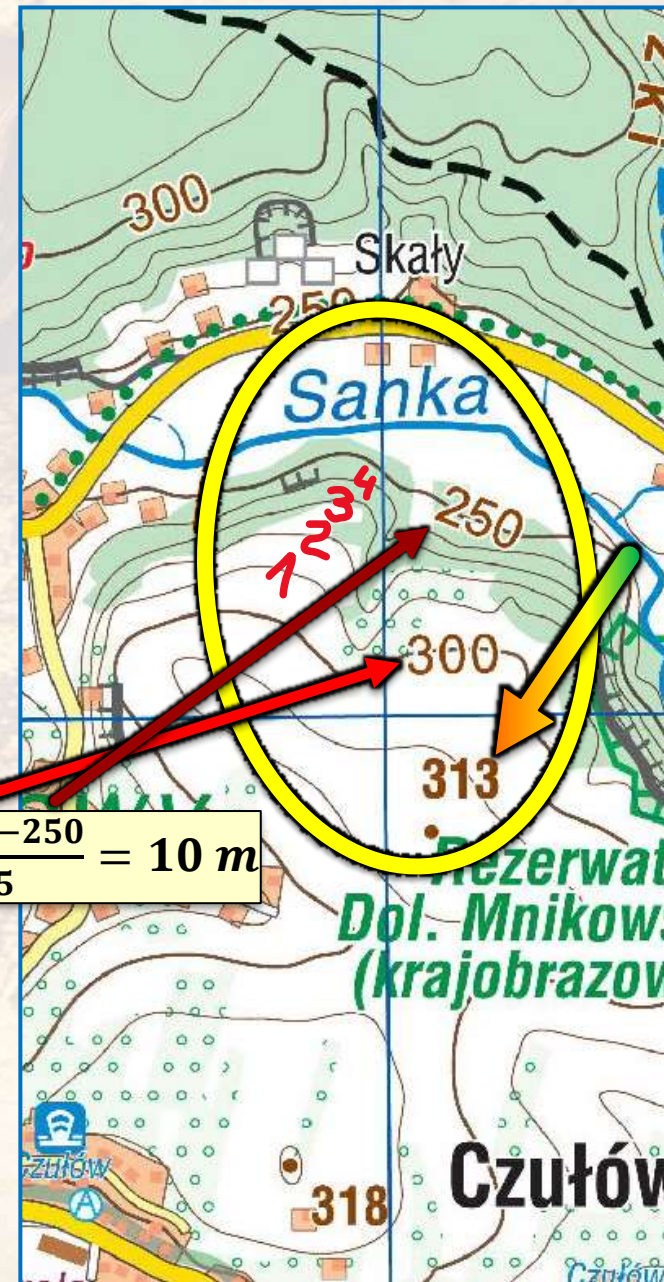 300
Skały
250
Sanka
1 2 3 4
250
300
313
–250
5
= 10 m
Rezerwat
Dol. Mnikows
(krajobrazow
Czułów
A
318
Czułów
Czułów